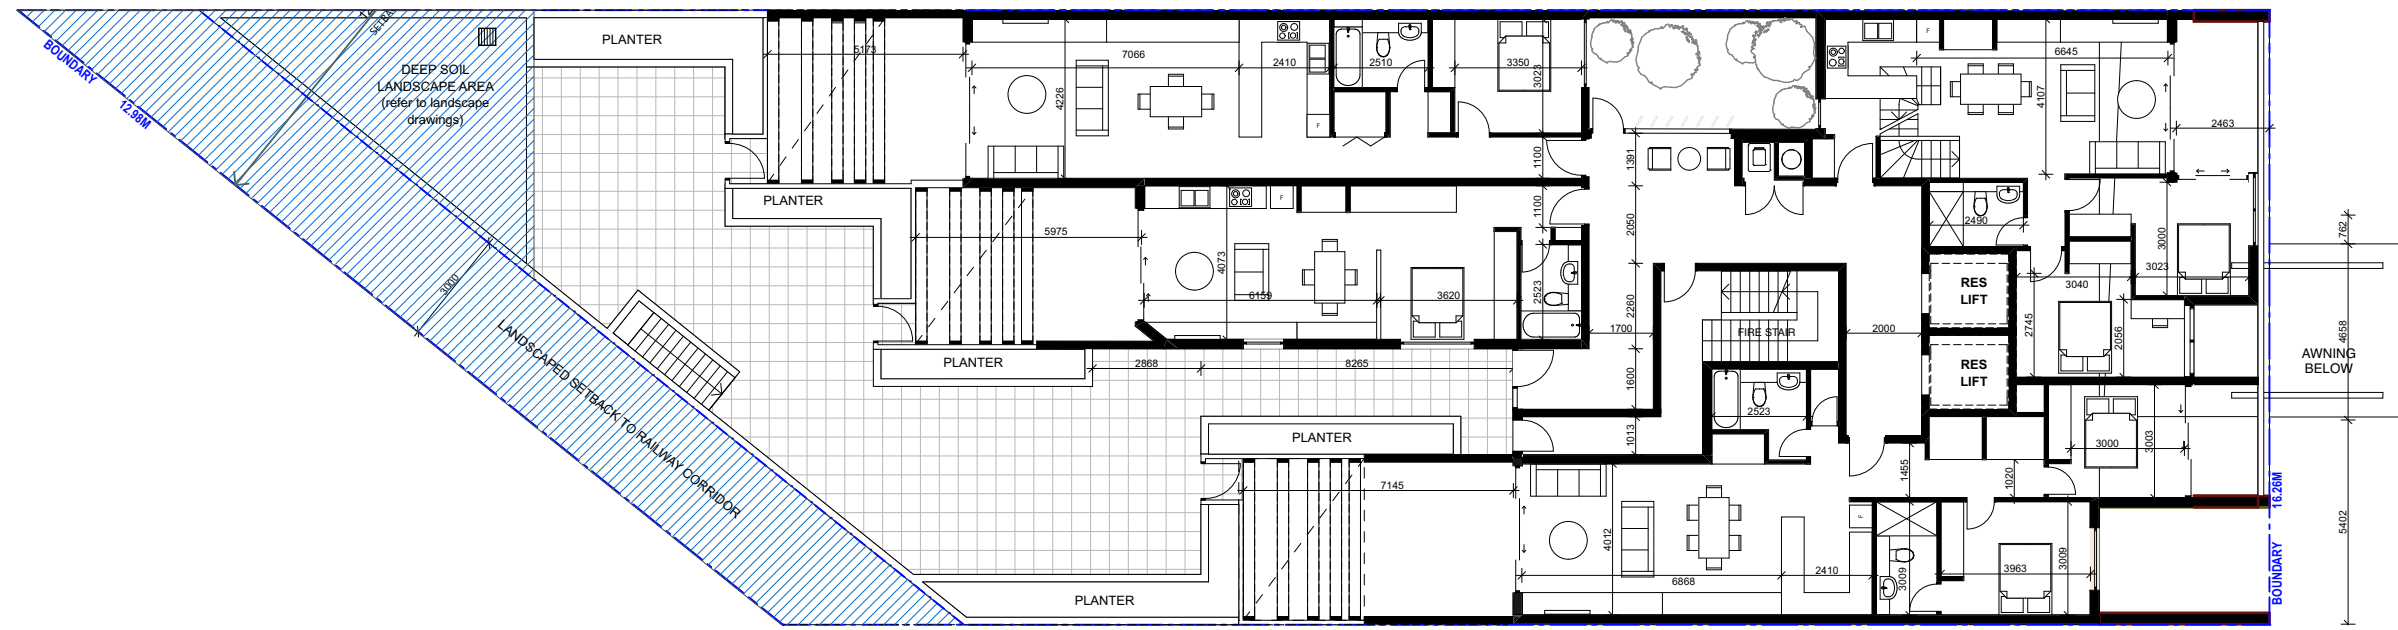 SETBA
PLANTER
DEEP SOIL
LANDSCAPE AREA
(refer to landscape
drawings)
BOUNDARY
12.98M
5173
7066
2410
2510
3350
3023
4226
F
1100
1391
6645
F
4107
2463
PLANTER
5975
F
1100
2050
2490
3000
3023
762
4073
6159
3620
2523
2260
1700
FIRE STAIR
2000
RES
LIFT
3040
2745
2056
4658
3000
LANDSCAPED SETBACK TO RAILWAY CORRIDOR
PLANTER
2868
8265
1600
RES
LIFT
AWNING
BELOW
2523
PLANTER
1013
3000
3003
1455
1020
7145
BOUNDARY 16.26M
5402
4012
F
6868
2410
3009
3963
3009
PLANTER